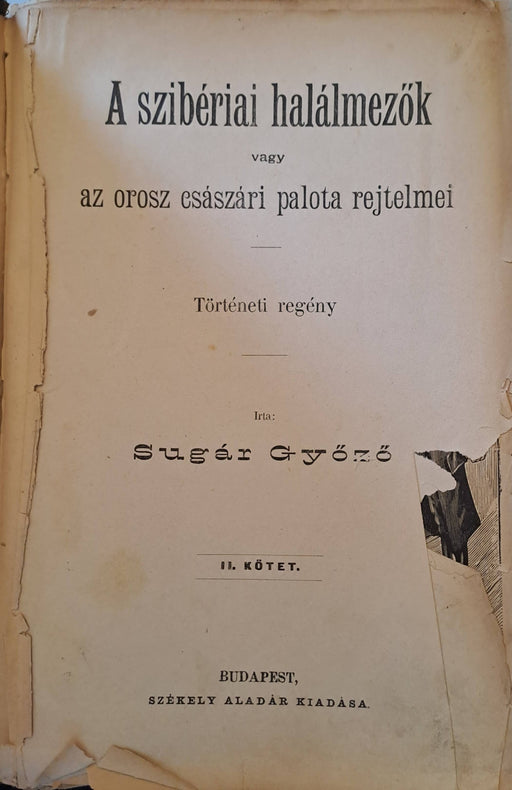 A szibériai halálmezők
vagy
az orosz császári palota rejtelmei
Történeti regény
Irta:
Sugár Győző
II. KÖTET.
BUDAPEST,
SZÉKELY ALADÁR KIADÁSA.